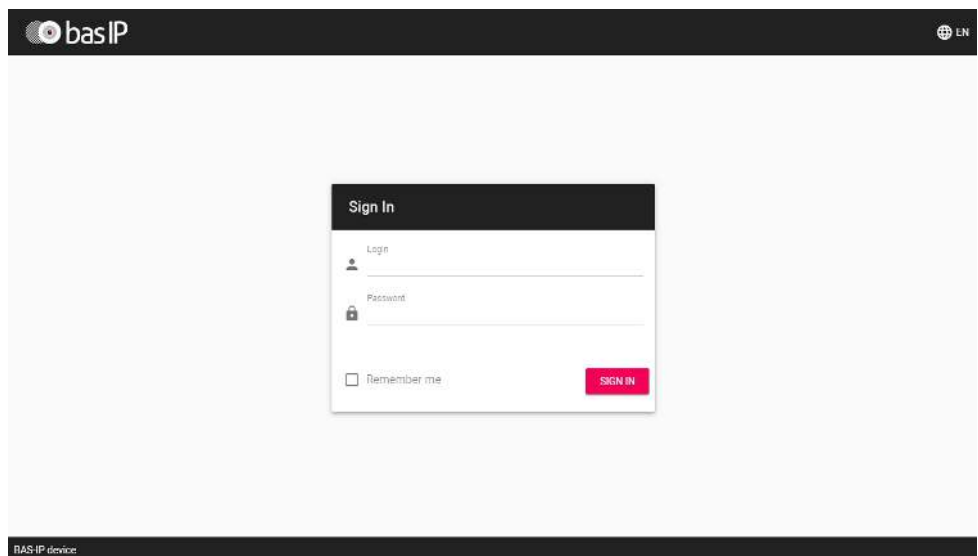 bas IP
EN
Sign In
Login
Password
Remember me
SIGN IN
BAS-IP device